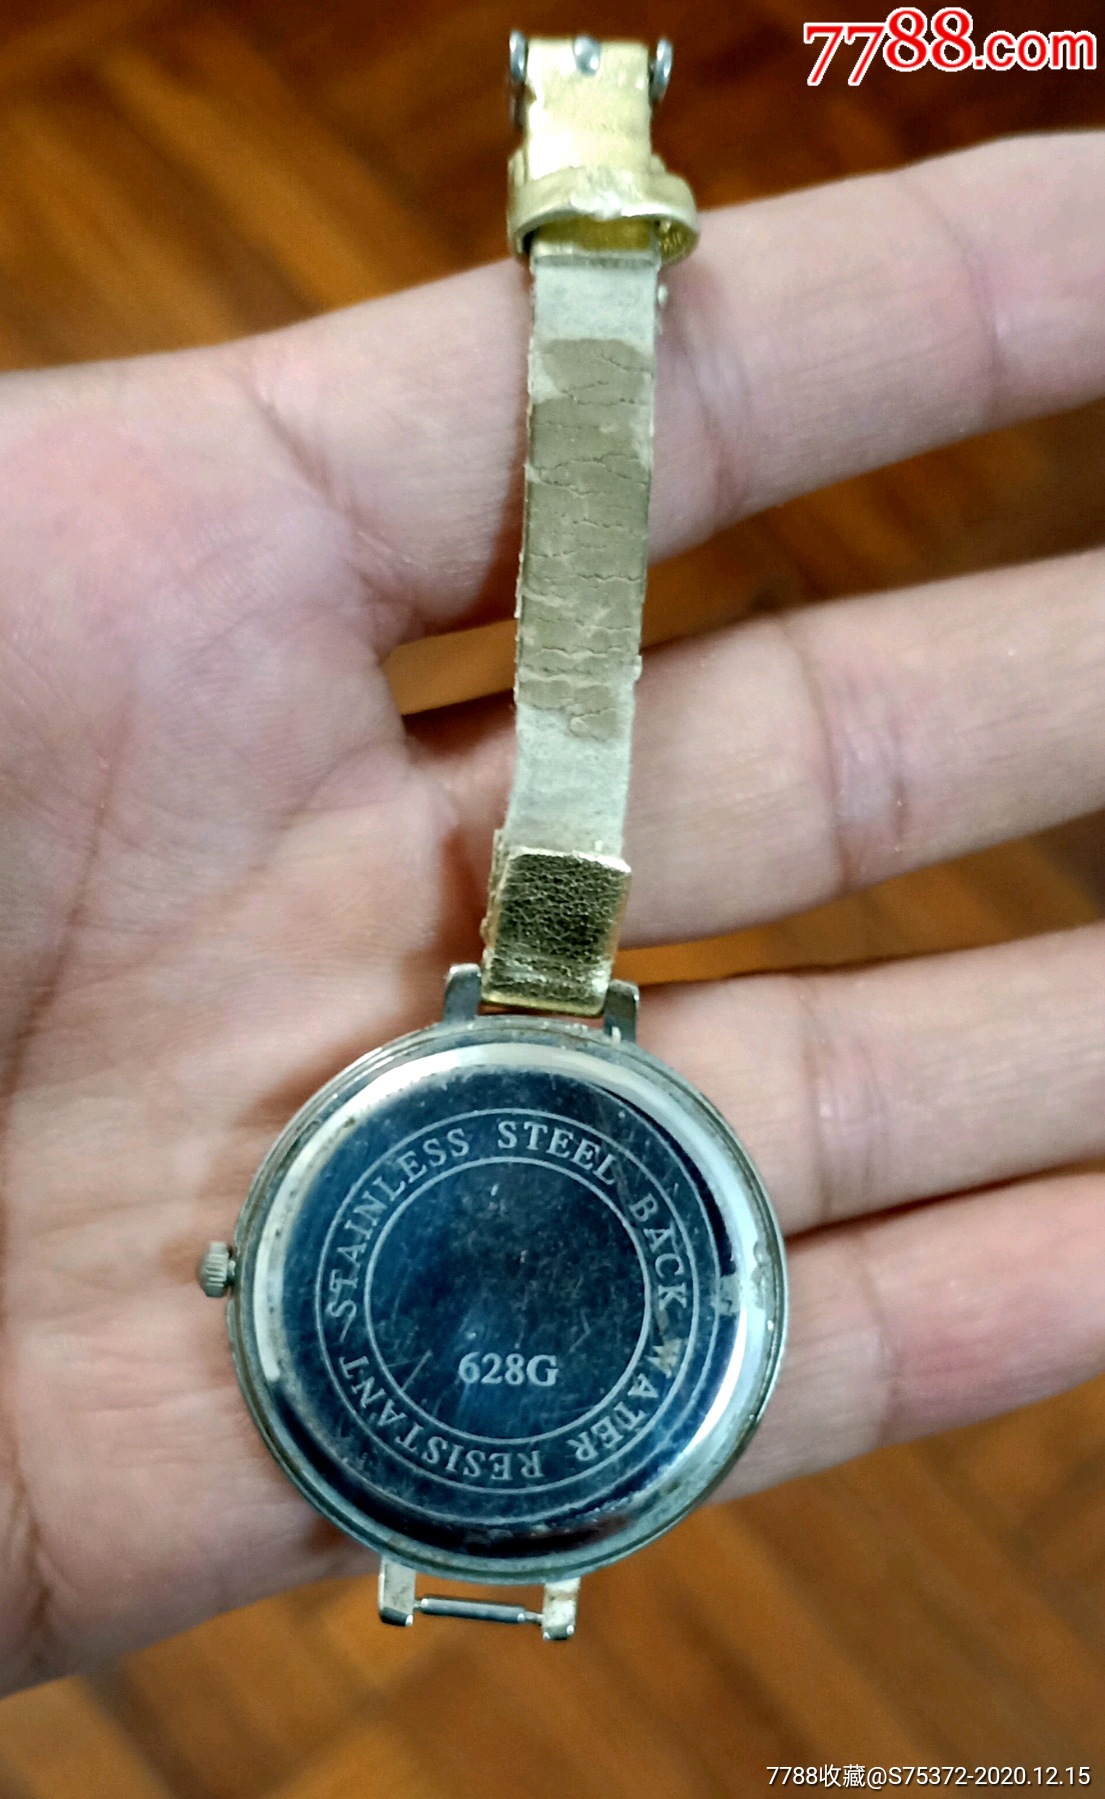 7788.com
STAINLESS STEEL BACK WATER RESISTANT
628G
7788收藏@S75372-2020.12.15